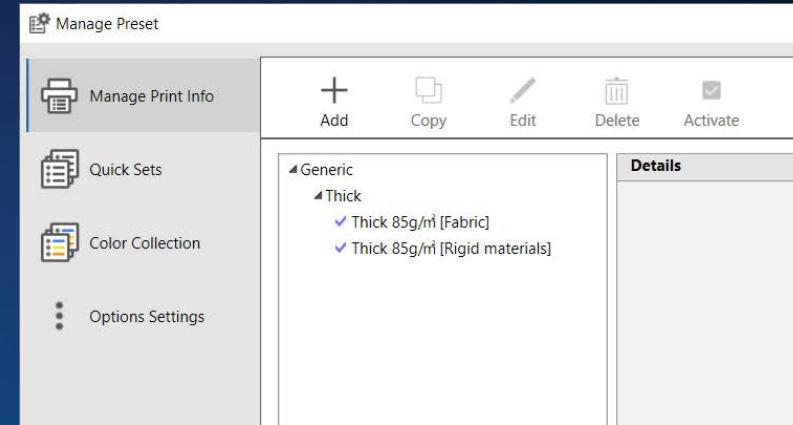 Manage Preset
Manage Print Info
Add
Copy
Edit
Delete
Activate
Quick Sets
Color Collection
Options Settings
Generic
Thick
Thick 85g/㎡ [Fabric]
Thick 85g/㎡ [Rigid materials]
Details